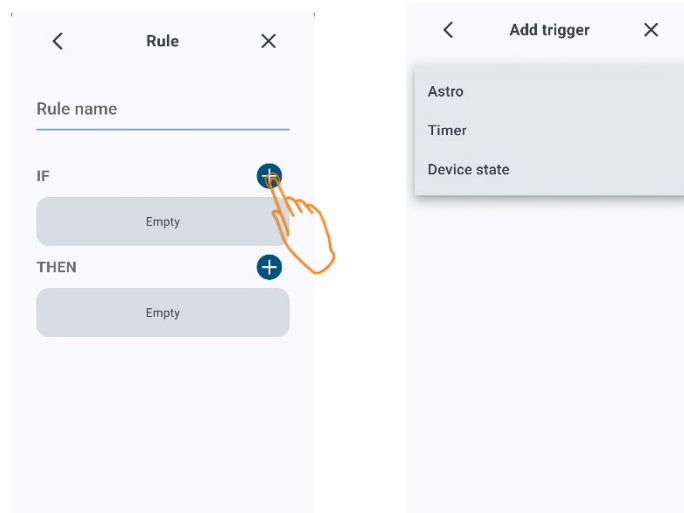 Rule
Rule name
IF
Empty
THEN
Empty
Add trigger
Astro
Timer
Device state